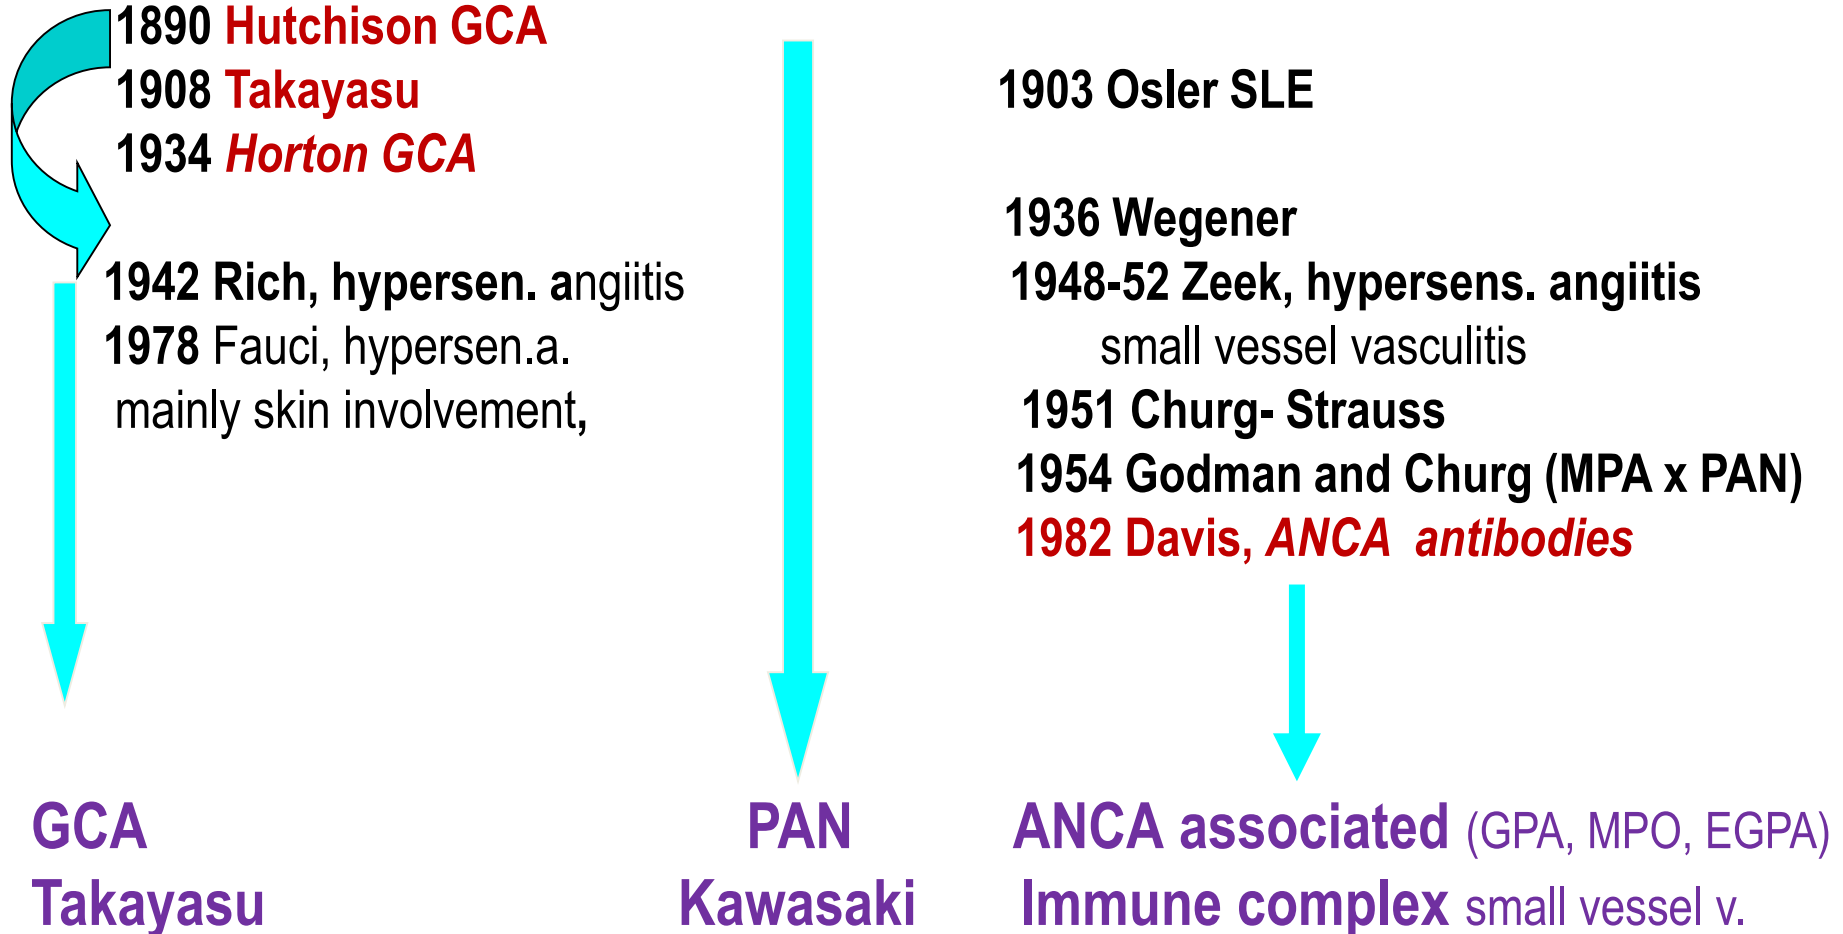 1890 Hutchison GCA
1908 Takayasu
1934 Horton GCA
1942 Rich, hypersen. angiitis
1978 Fauci, hypersen.a.
mainly skin involvement,
1903 Osler SLE
1936 Wegener
1948-52 Zeek, hypersens. angiitis
small vessel vasculitis
1951 Churg- Strauss
1954 Godman and Churg (MPA x PAN)
1982 Davis, ANCA antibodies
GCA
Takayasu
PAN
Kawasaki
ANCA associated (GPA, MPO, EGPA)
Immune complex small vessel v.